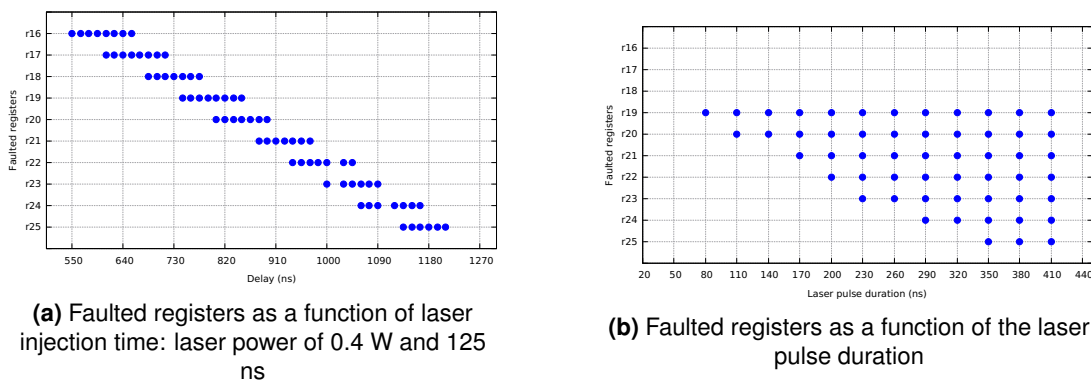 r16
r17
r18
r19
r20
r21
r22
r23
r24
r25
Faulted registers
550 640 730 820 910 1000 1090 1180 1270
Delay (ns)
(a) Faulted registers as a function of laser
injection time: laser power of 0.4 W and 125
ns
r16
r17
r18
r19
r20
r21
r22
r23
r24
r25
Faulted registers
20 50 80 110 140 170 200 230 260 290 320 350 380 410 440
Laser pulse duration (ns)
(b) Faulted registers as a function of the laser
pulse duration